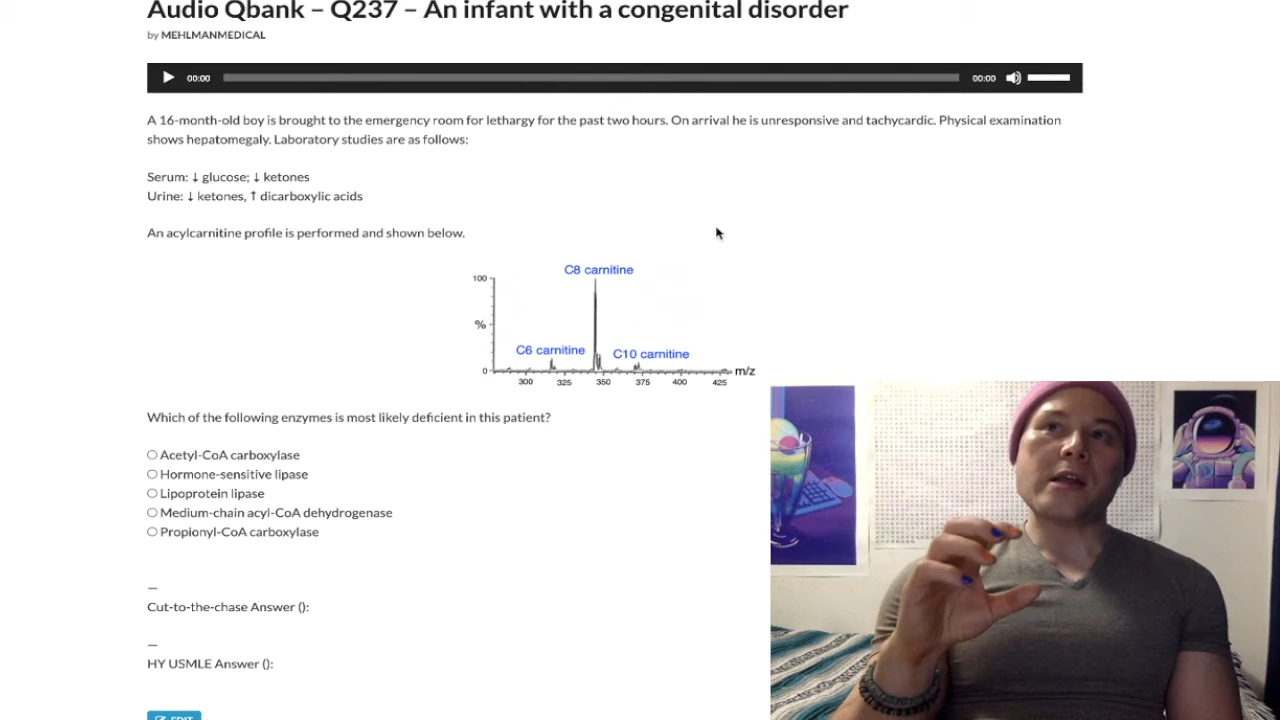 Audio Qbank – Q237 – An infant with a congenital disorder
by MEHLMANMEDICAL
00:00
00:00
A 16-month-old boy is brought to the emergency room for lethargy for the past two hours. On arrival he is unresponsive and tachycardic. Physical examination
shows hepatomegaly. Laboratory studies are as follows:
Serum: ↓ glucose; ↓ ketones
Urine: ↓ ketones, ↑ dicarboxylic acids
An acylcarnitine profile is performed and shown below.
C8 carnitine
100
%
C6 carnitine
C10 carnitine
0
m/z
300 325 350 375 400 425
Which of the following enzymes is most likely deficient in this patient?
Acetyl-CoA carboxylase
Hormone-sensitive lipase
Lipoprotein lipase
Medium-chain acyl-CoA dehydrogenase
Propionyl-CoA carboxylase
—
Cut-to-the-chase Answer ():
—
HY USMLE Answer ():
EDIT